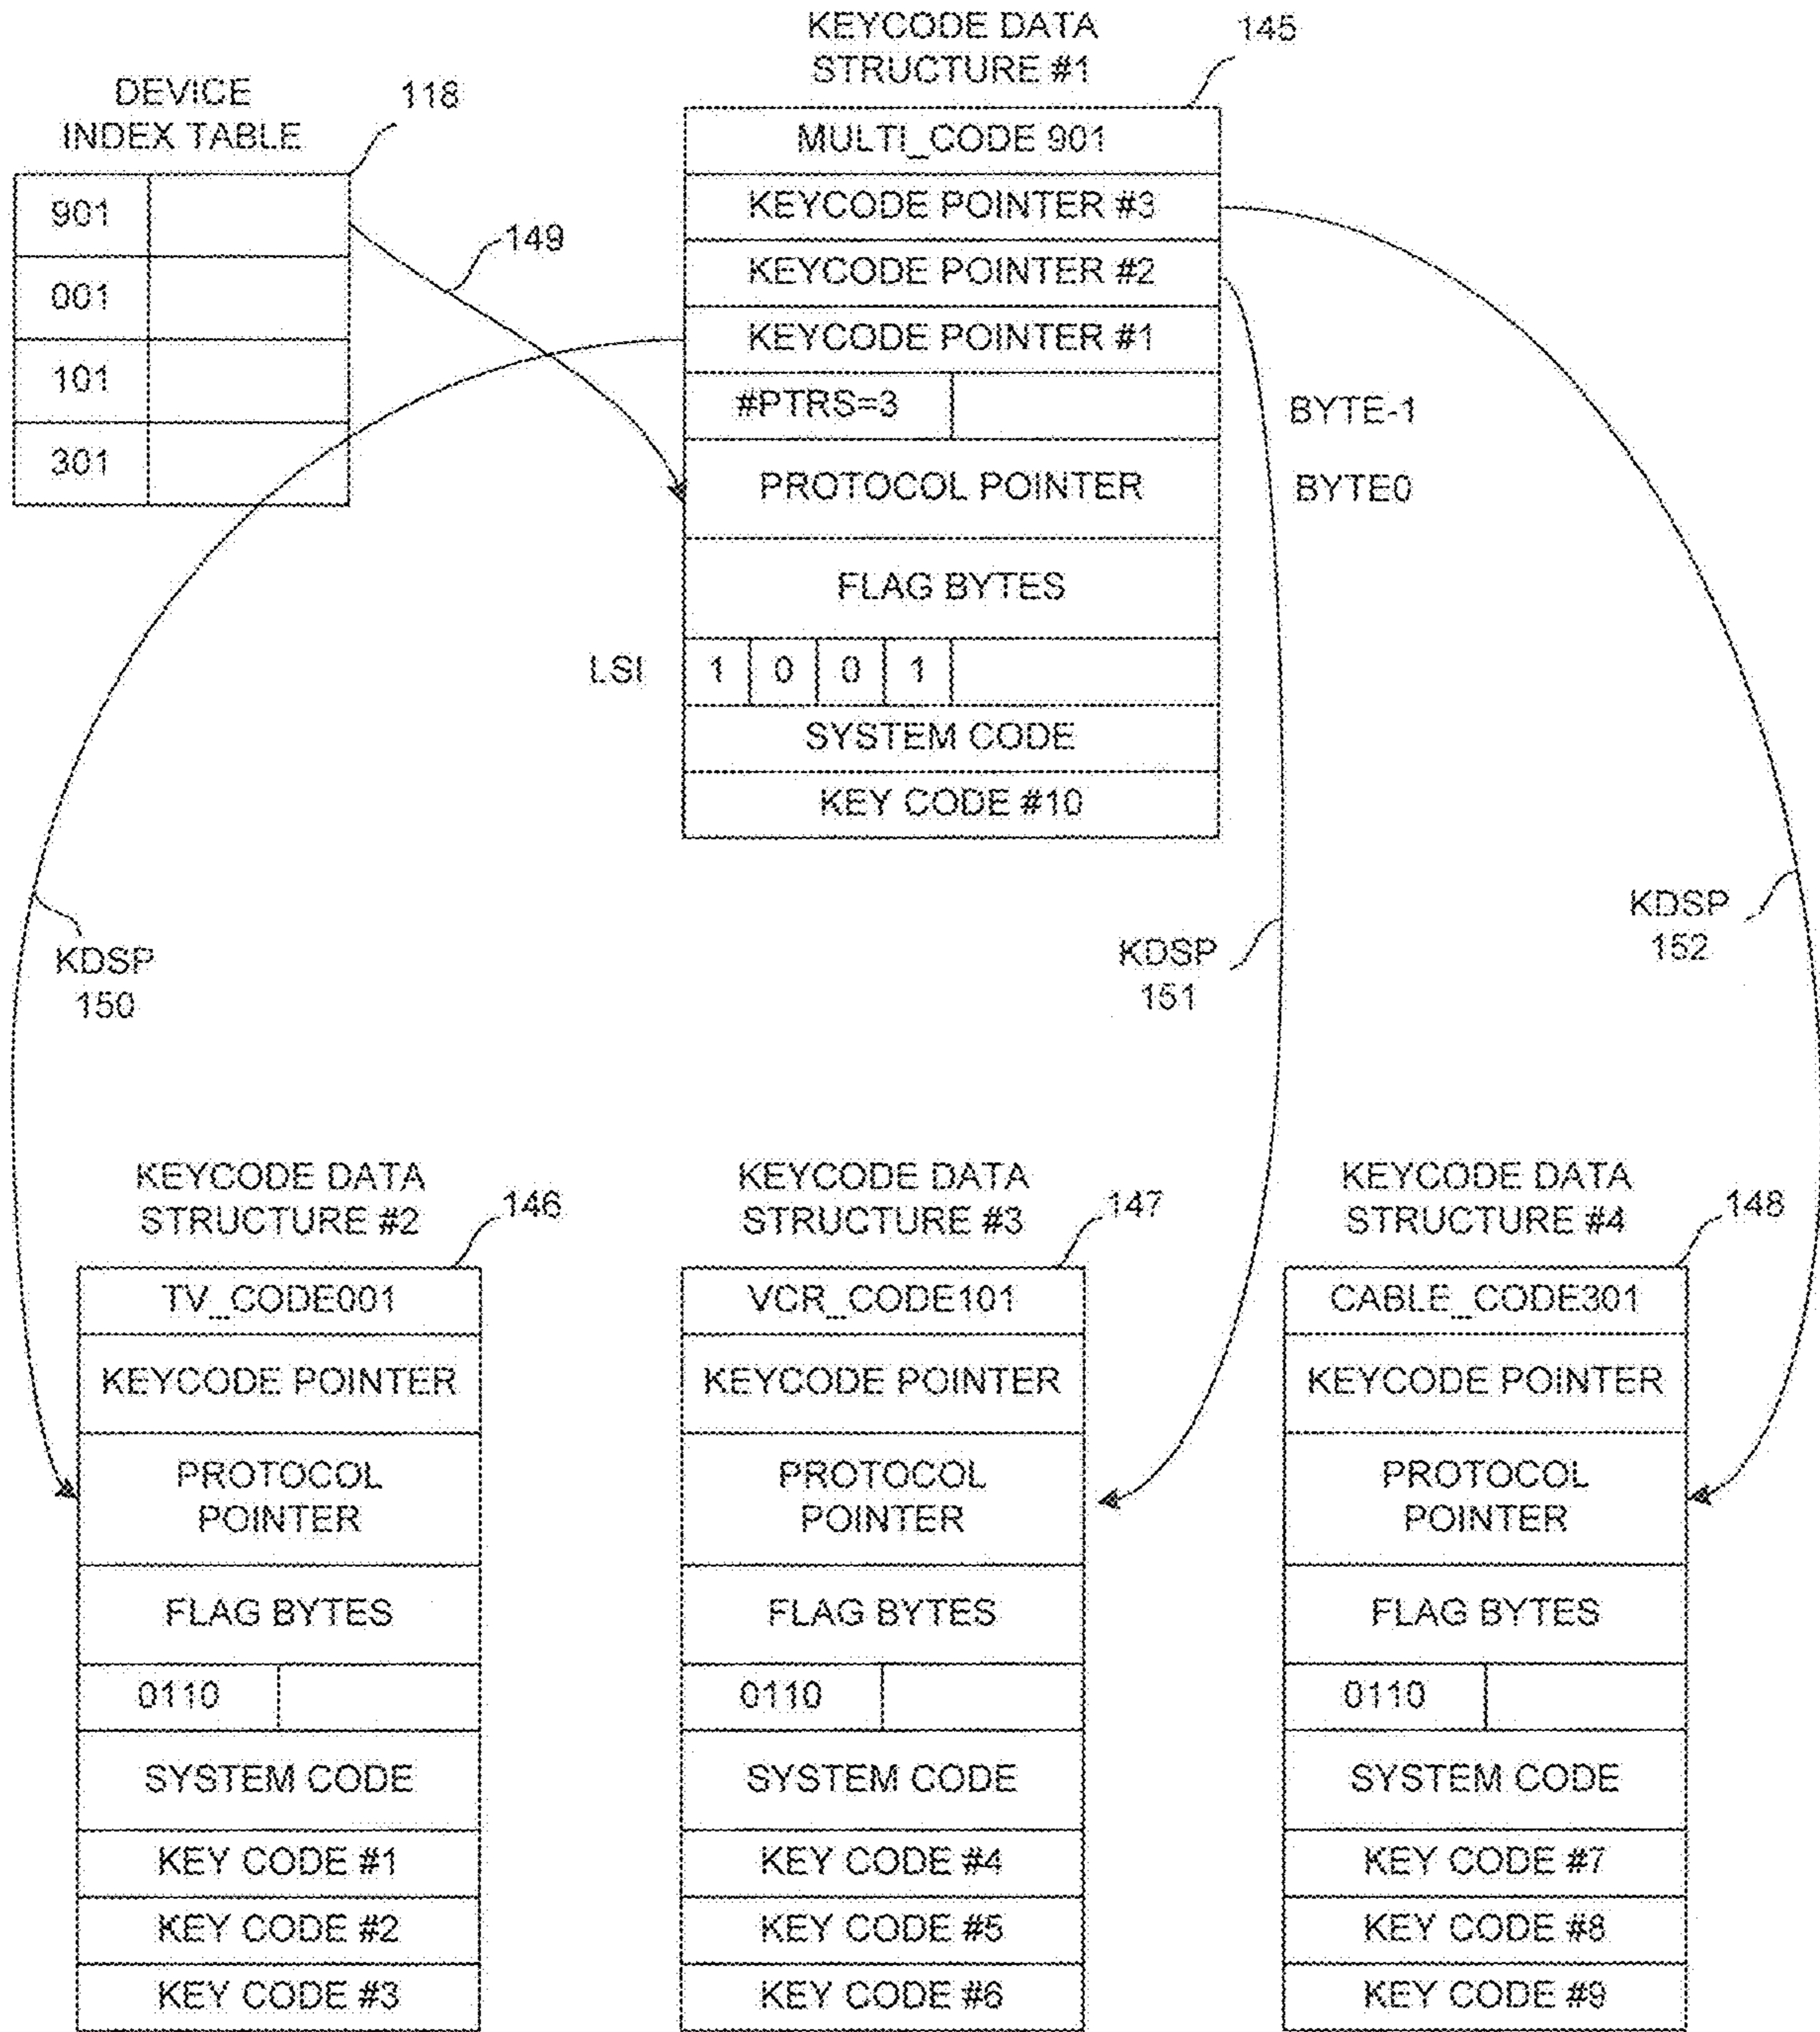 KEYCODE DATA
STRUCTURE #1
145
DEVICE
INDEX TABLE
118
901
001
101
301
149
MULTI_CODE 901
KEYCODE POINTER #3
KEYCODE POINTER #2
KEYCODE POINTER #1
#PTRS=3
BYTE-1
PROTOCOL POINTER
BYTE0
FLAG BYTES
LSI
1 0 0 1
SYSTEM CODE
KEY CODE #10
KDSP
150
KDSP
151
KDSP
152
KEYCODE DATA
STRUCTURE #2
146
TV_CODE001
KEYCODE POINTER
PROTOCOL
POINTER
FLAG BYTES
0110
SYSTEM CODE
KEY CODE #1
KEY CODE #2
KEY CODE #3
KEYCODE DATA
STRUCTURE #3
147
VCR_CODE101
KEYCODE POINTER
PROTOCOL
POINTER
FLAG BYTES
0110
SYSTEM CODE
KEY CODE #4
KEY CODE #5
KEY CODE #6
KEYCODE DATA
STRUCTURE #4
148
CABLE_CODE301
KEYCODE POINTER
PROTOCOL
POINTER
FLAG BYTES
0110
SYSTEM CODE
KEY CODE #7
KEY CODE #8
KEY CODE #9